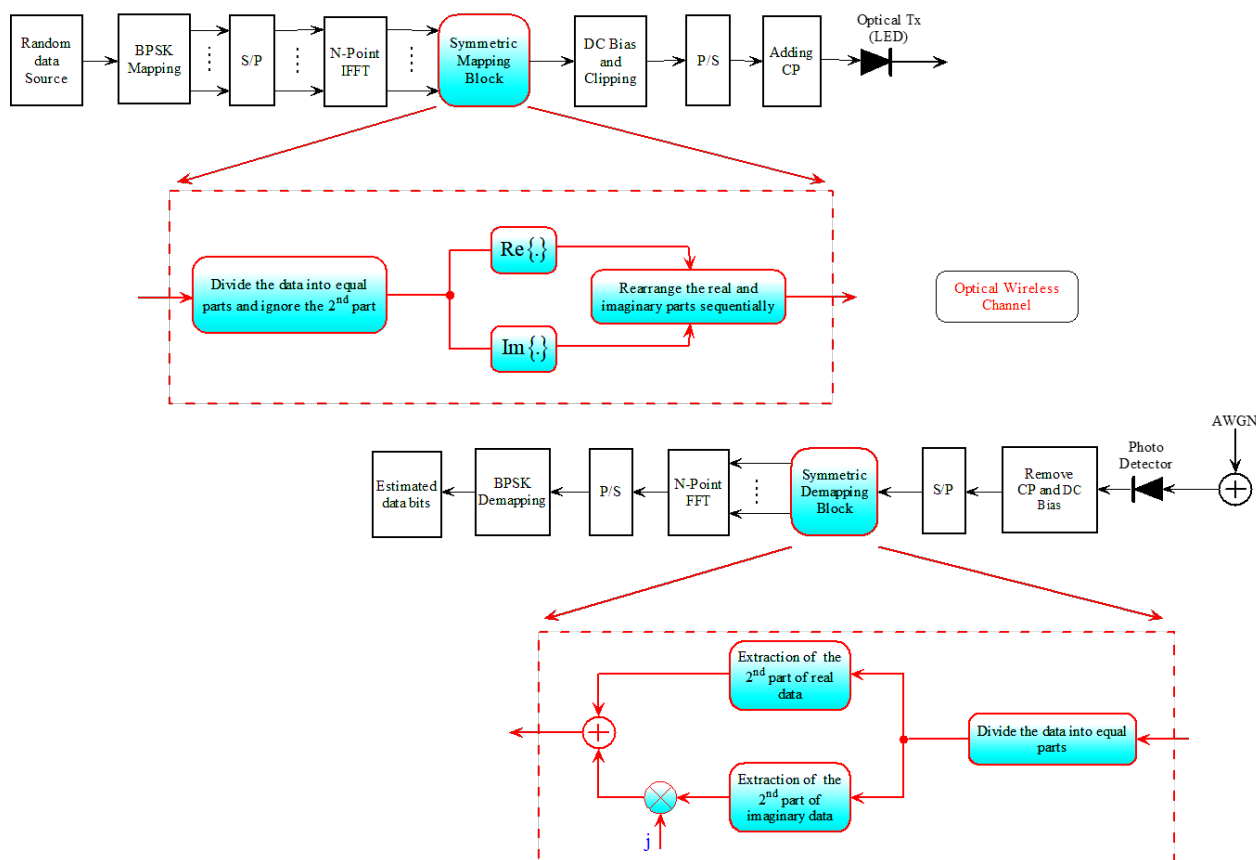 Random
data
Source
BPSK
Mapping
S/P
N-Point
IFFT
Symmetric
Mapping
Block
DC Bias
and
Clipping
P/S
Adding
CP
Optical Tx
(LED)
Divide the data into equal
parts and ignore the 2nd part
Re{.}
Im{.}
Rearrange the real and
imaginary parts sequentially
Optical Wireless
Channel
Estimated
data bits
BPSK
Demapping
P/S
N-Point
FFT
Symmetric
Demapping
Block
S/P
Remove
CP and DC
Bias
Photo
Detector
AWGN
Extraction of the
2nd part of real
data
Divide the data into equal
parts
Extraction of the
2nd part of
imaginary data
j